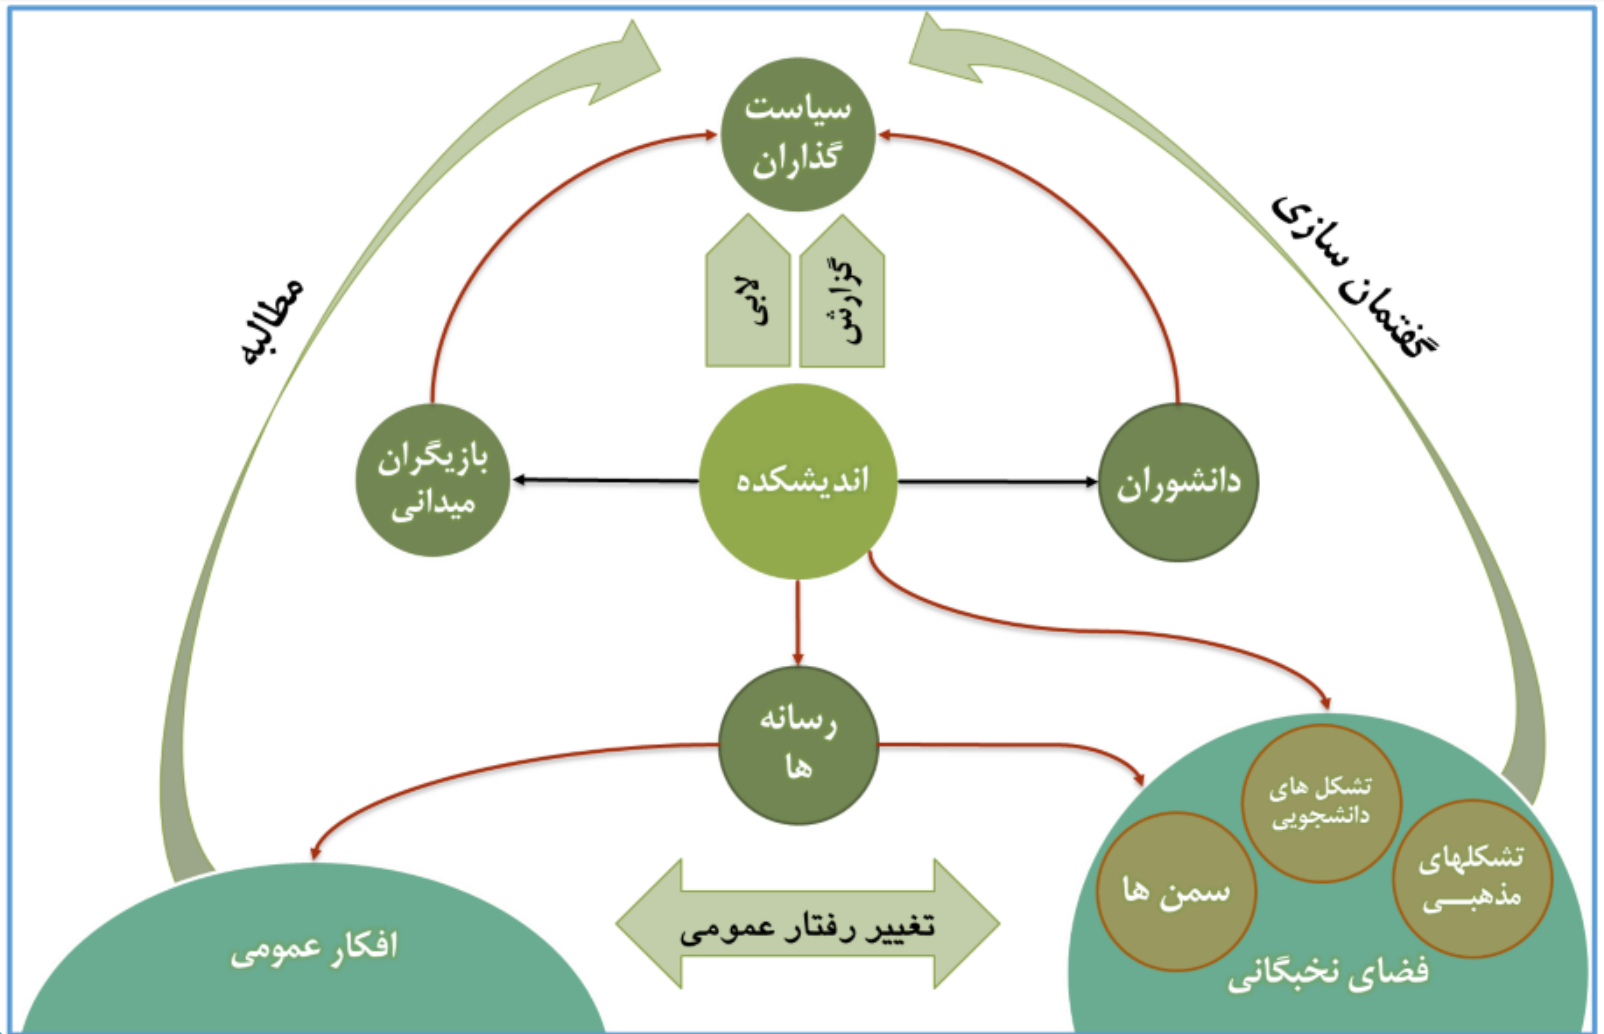 سیاست
گذاران
مطالبه
گفتمان سازی
لابی
گزارش
بازیگران
میدانی
اندیشکده
دانشوران
رسانه
ها
تشکل های
دانشجویی
تشکلهای
مذهبـــی
سمن ها
تغییر رفتار عمومی
افکار عمومی
فضای نخبگانی